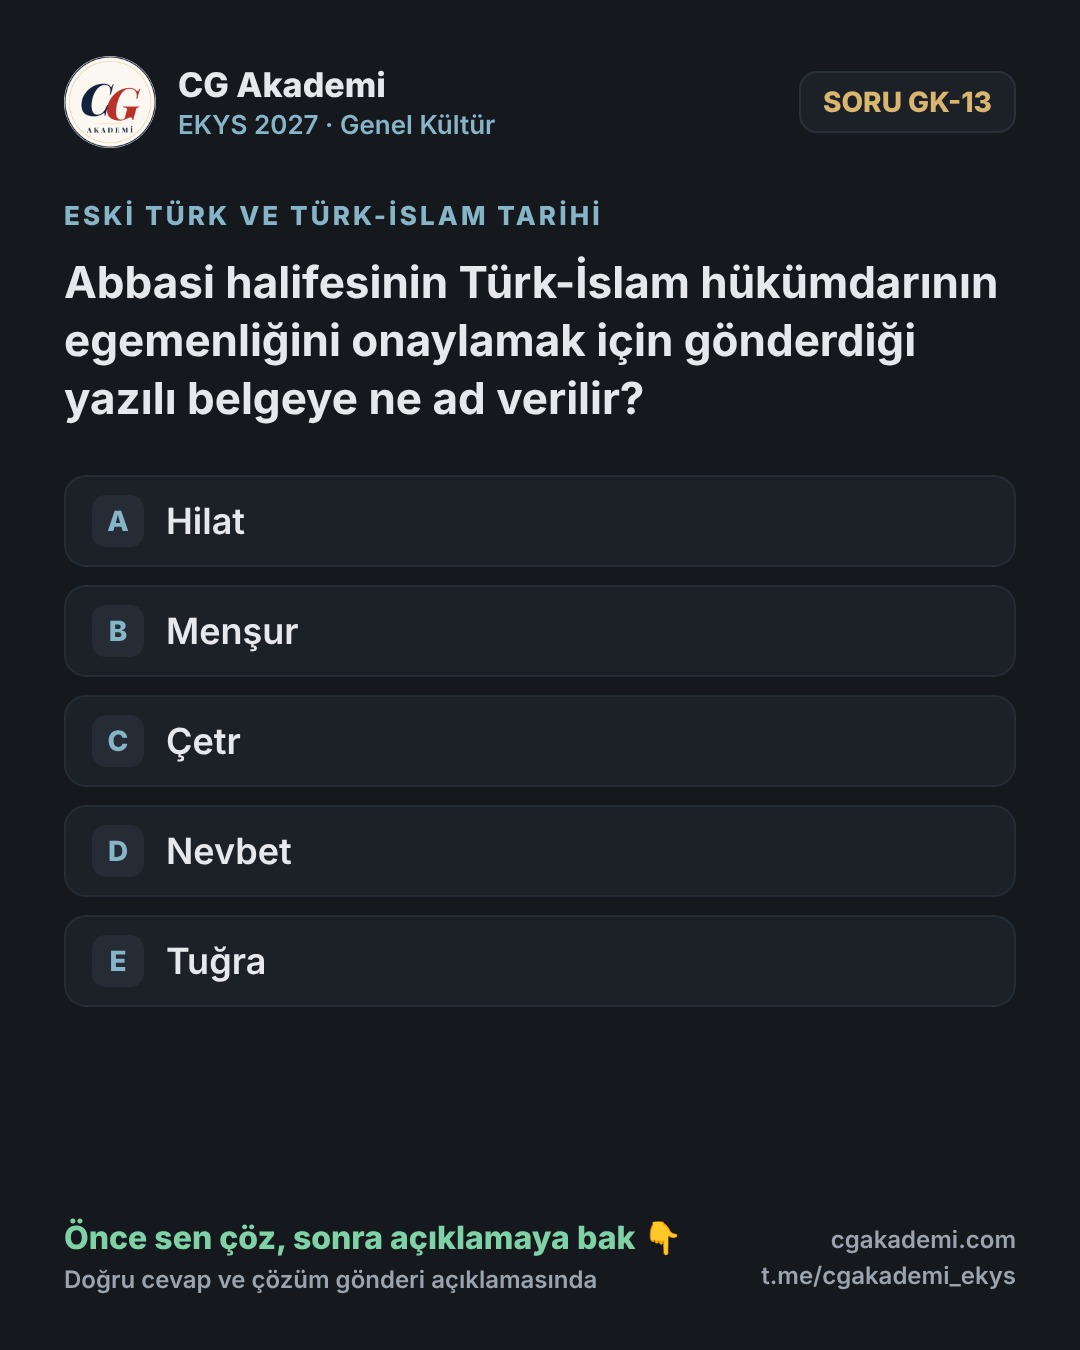 CG
AKADEMİ
CG Akademi
EKYS 2027 · Genel Kültür
SORU GK-13
ESKİ TÜRK VE TÜRK-İSLAM TARİHİ
Abbasi halifesinin Türk-İslam hükümdarının
egemenliğini onaylamak için gönderdiği
yazılı belgeye ne ad verilir?
A Hilat
B Menşur
C Çetr
D Nevbet
E Tuğra
Önce sen çöz, sonra açıklamaya bak 👇
Doğru cevap ve çözüm gönderi açıklamasında
cgakademi.com
t.me/cgakademi_ekys